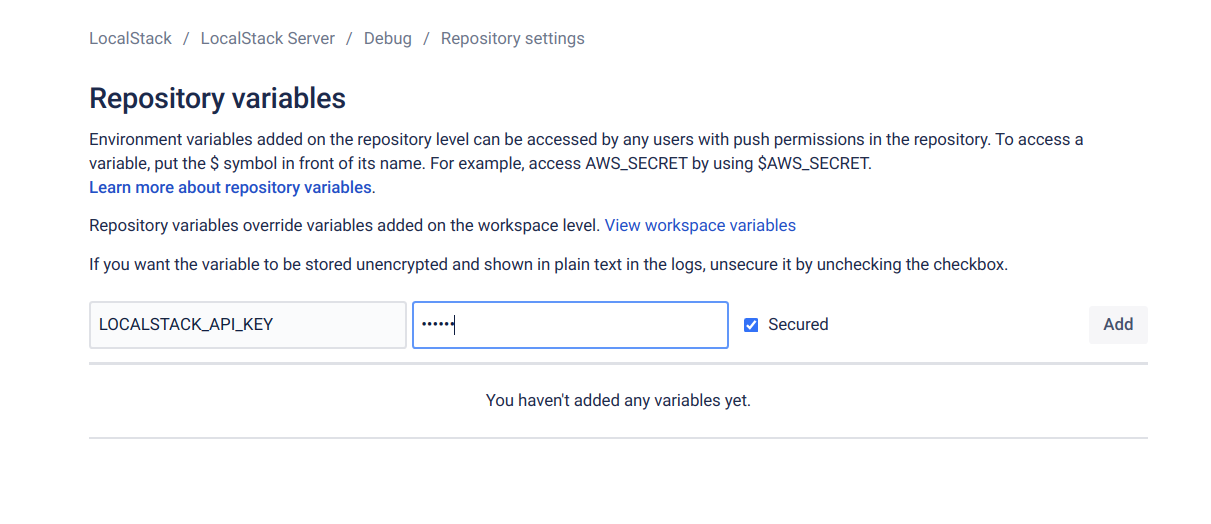 LocalStack / LocalStack Server / Debug / Repository settings
Repository variables
Environment variables added on the repository level can be accessed by any users with push permissions in the repository. To access a
variable, put the $ symbol in front of its name. For example, access AWS_SECRET by using $AWS_SECRET.
Learn more about repository variables.
Repository variables override variables added on the workspace level. View workspace variables
If you want the variable to be stored unencrypted and shown in plain text in the logs, unsecure it by unchecking the checkbox.
LOCALSTACK_API_KEY •••••• Secured Add
You haven't added any variables yet.